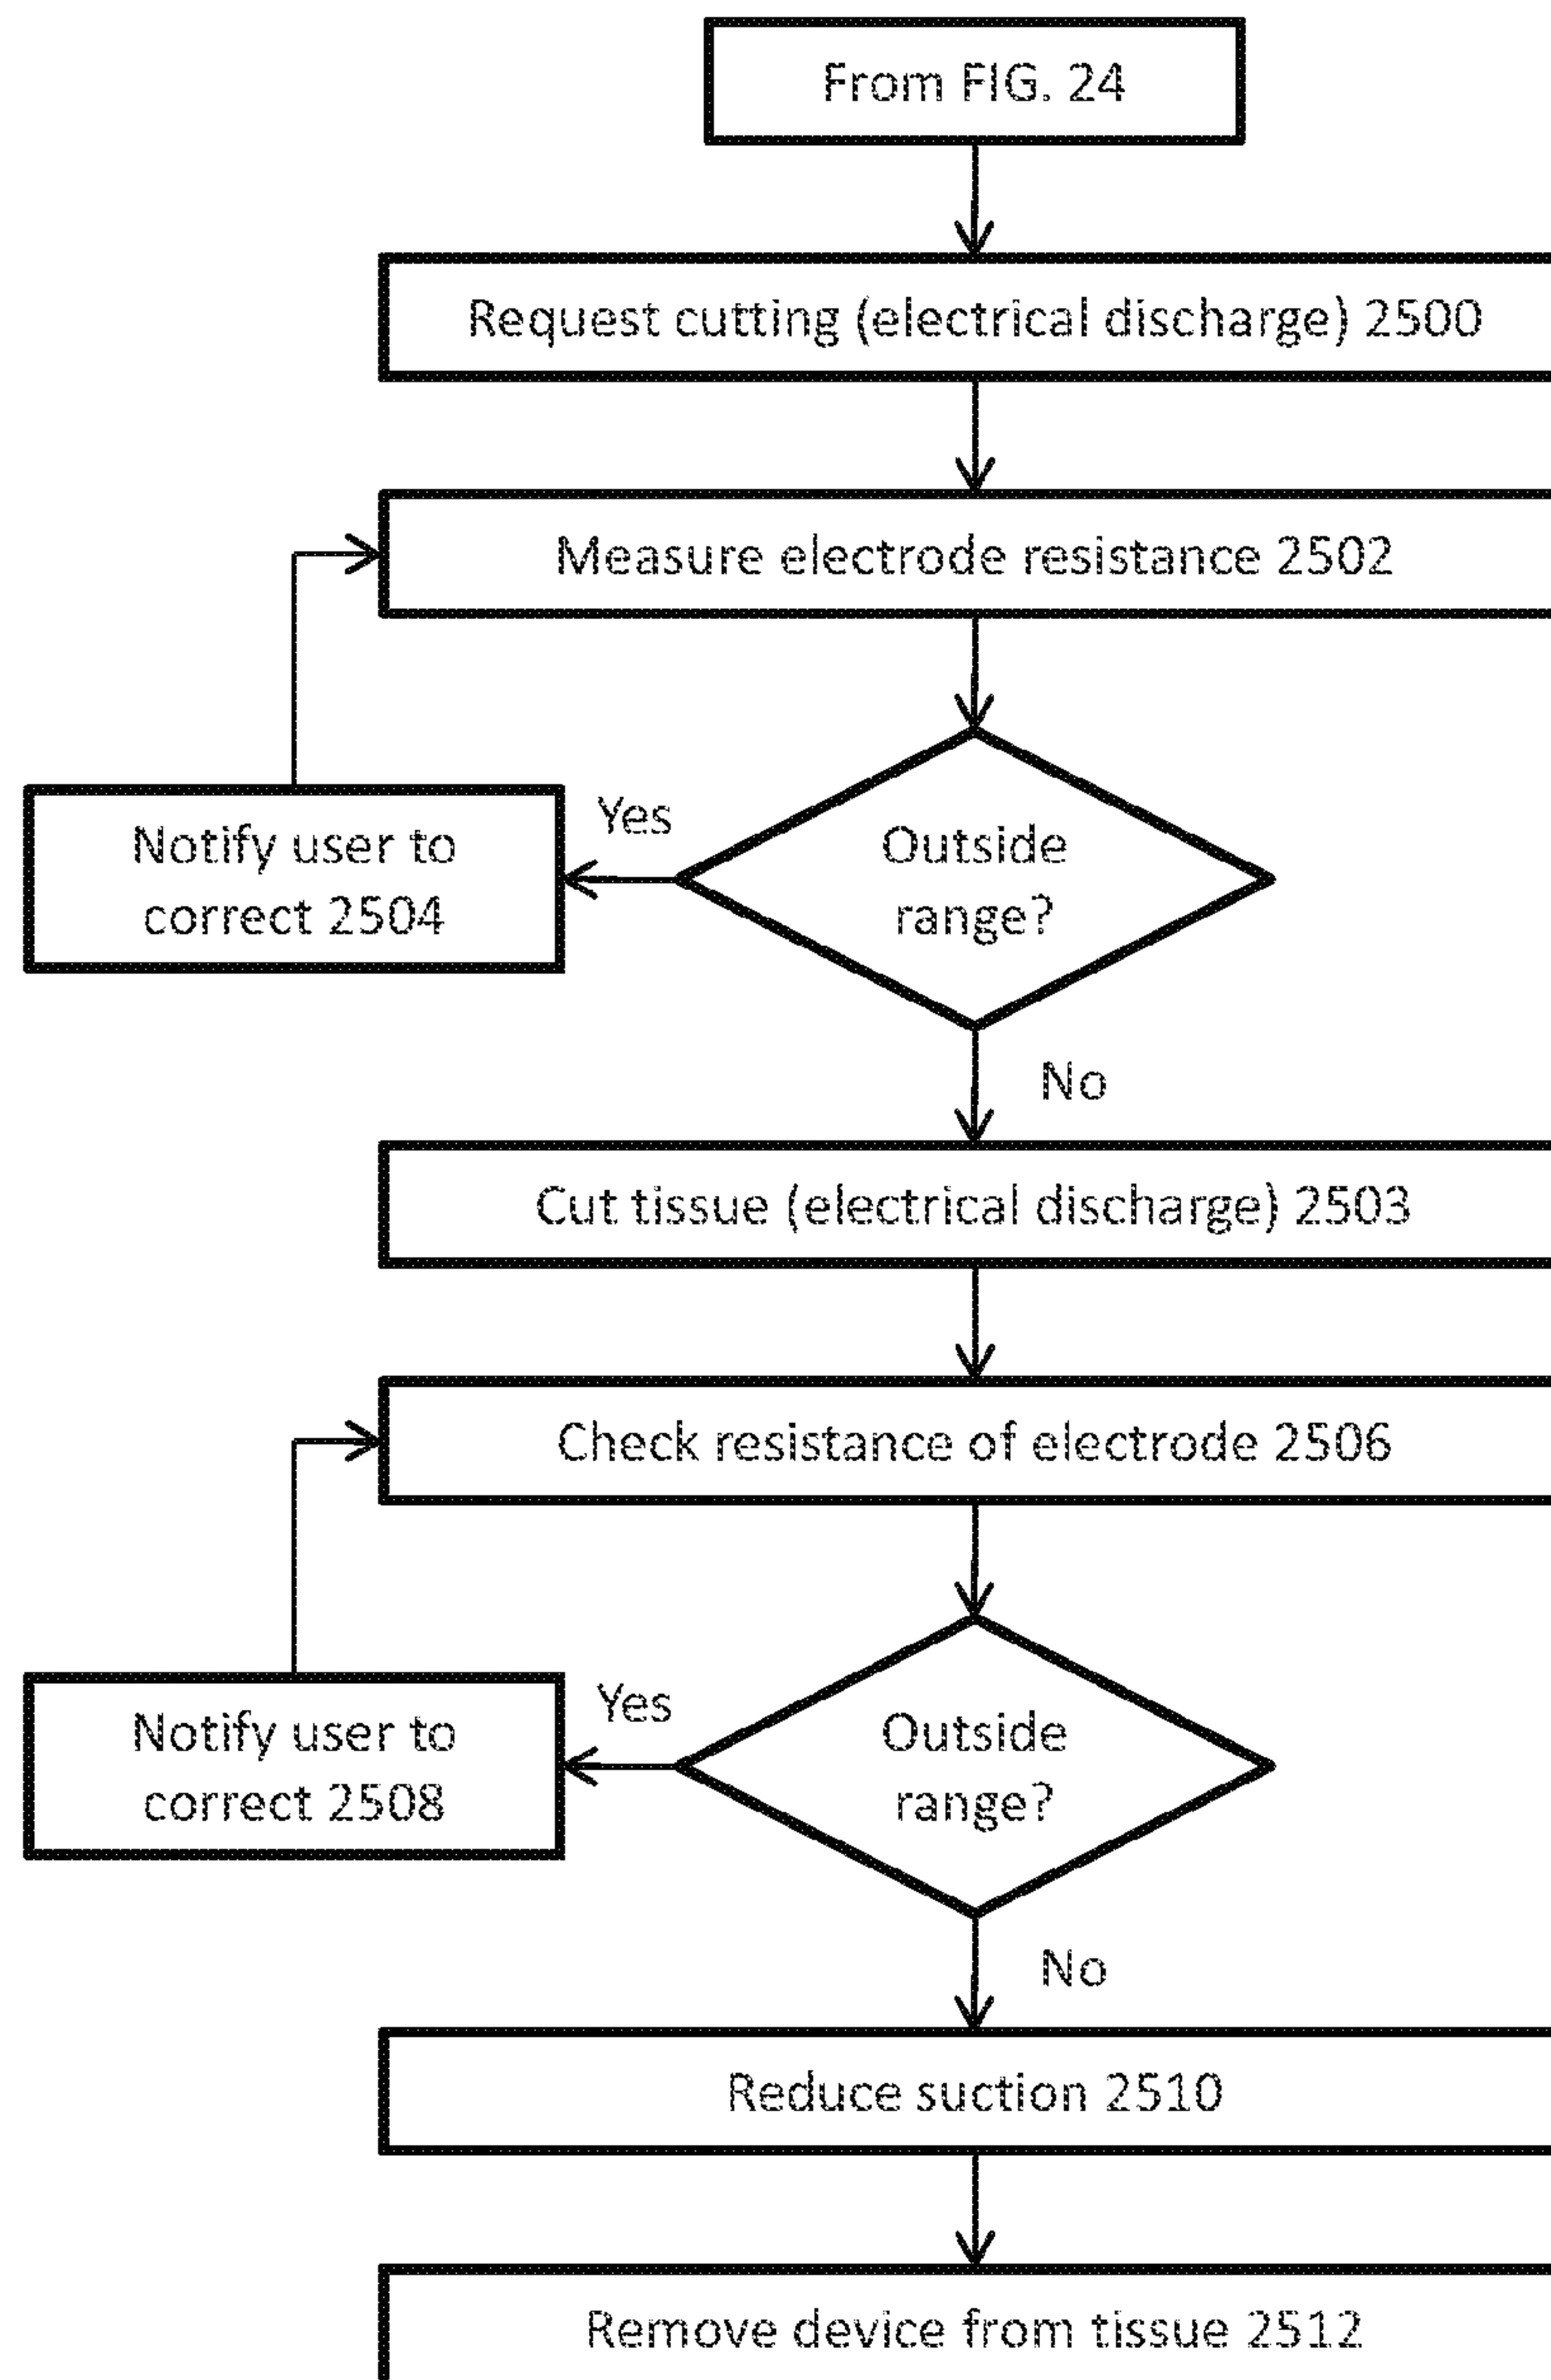 From FIG. 24
Request cutting (electrical discharge) 2500
Measure electrode resistance 2502
Yes
Notify user to
correct 2504
Outside
range?
No
Cut tissue (electrical discharge) 2503
Check resistance of electrode 2506
Yes
Notify user to
correct 2508
Outside
range?
No
Reduce suction 2510
Remove device from tissue 2512